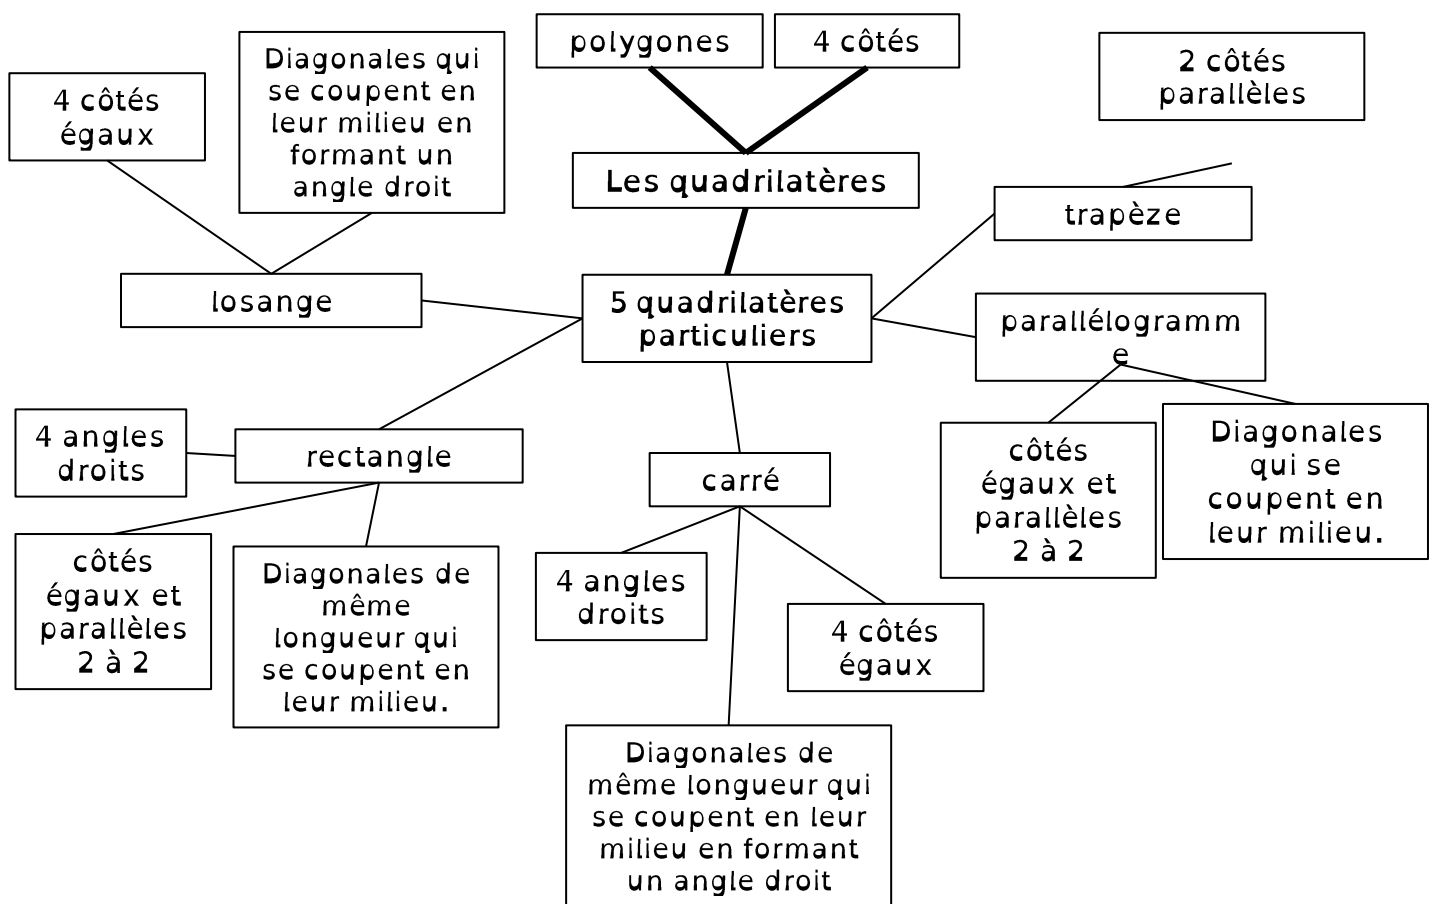 polygones
4 côtés
2 côtés
parallèles
Diagonales qui
se coupent en
leur milieu en
formant un
angle droit
4 côtés
égaux
Les quadrilatères
trapèze
losange
5 quadrilatères
particuliers
parallélogramm
e
4 angles
droits
rectangle
carré
côtés
égaux et
parallèles
2 à 2
Diagonales
qui se
coupent en
leur milieu.
côtés
égaux et
parallèles
2 à 2
Diagonales de
même
longueur qui
se coupent en
leur milieu.
4 angles
droits
4 côtés
égaux
Diagonales de
même longueur qui
se coupent en leur
milieu en formant
un angle droit